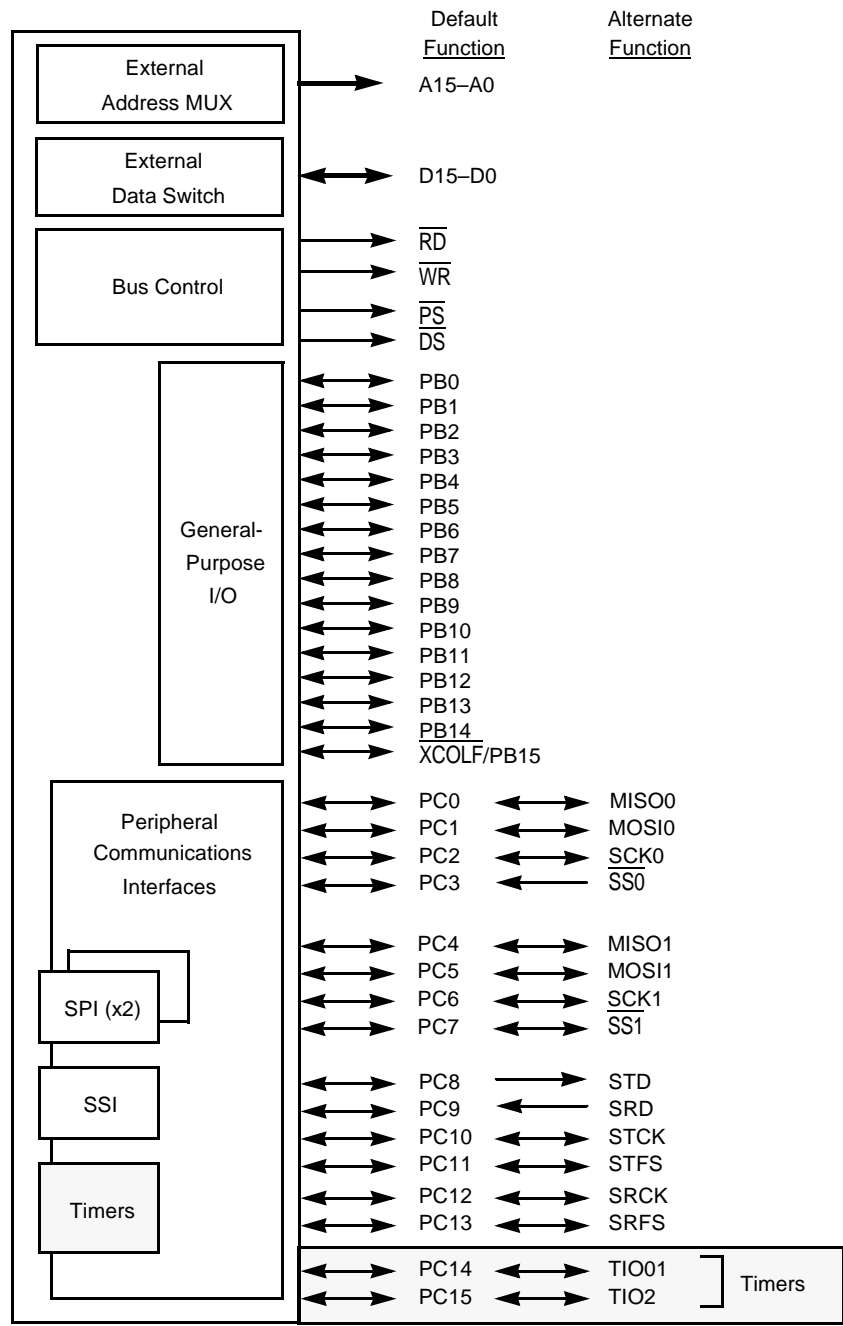 Default Alternate
Function Function
External
Address MUX
A15–A0
External
Data Switch
D15–D0
Bus Control
RD
WR
PS
DS
General-
Purpose
I/O
PB0
PB1
PB2
PB3
PB4
PB5
PB6
PB7
PB8
PB9
PB10
PB11
PB12
PB13
PB14
XCOLF/PB15
Peripheral
Communications
Interfaces
PC0 MISO0
PC1 MOSI0
PC2 SCK0
PC3 SS0
SPI (x2)
PC4 MISO1
PC5 MOSI1
PC6 SCK1
PC7 SS1
SSI
PC8 STD
PC9 SRD
PC10 STCK
PC11 STFS
Timers
PC12 SRCK
PC13 SRFS
PC14 TIO01
PC15 TIO2
Timers